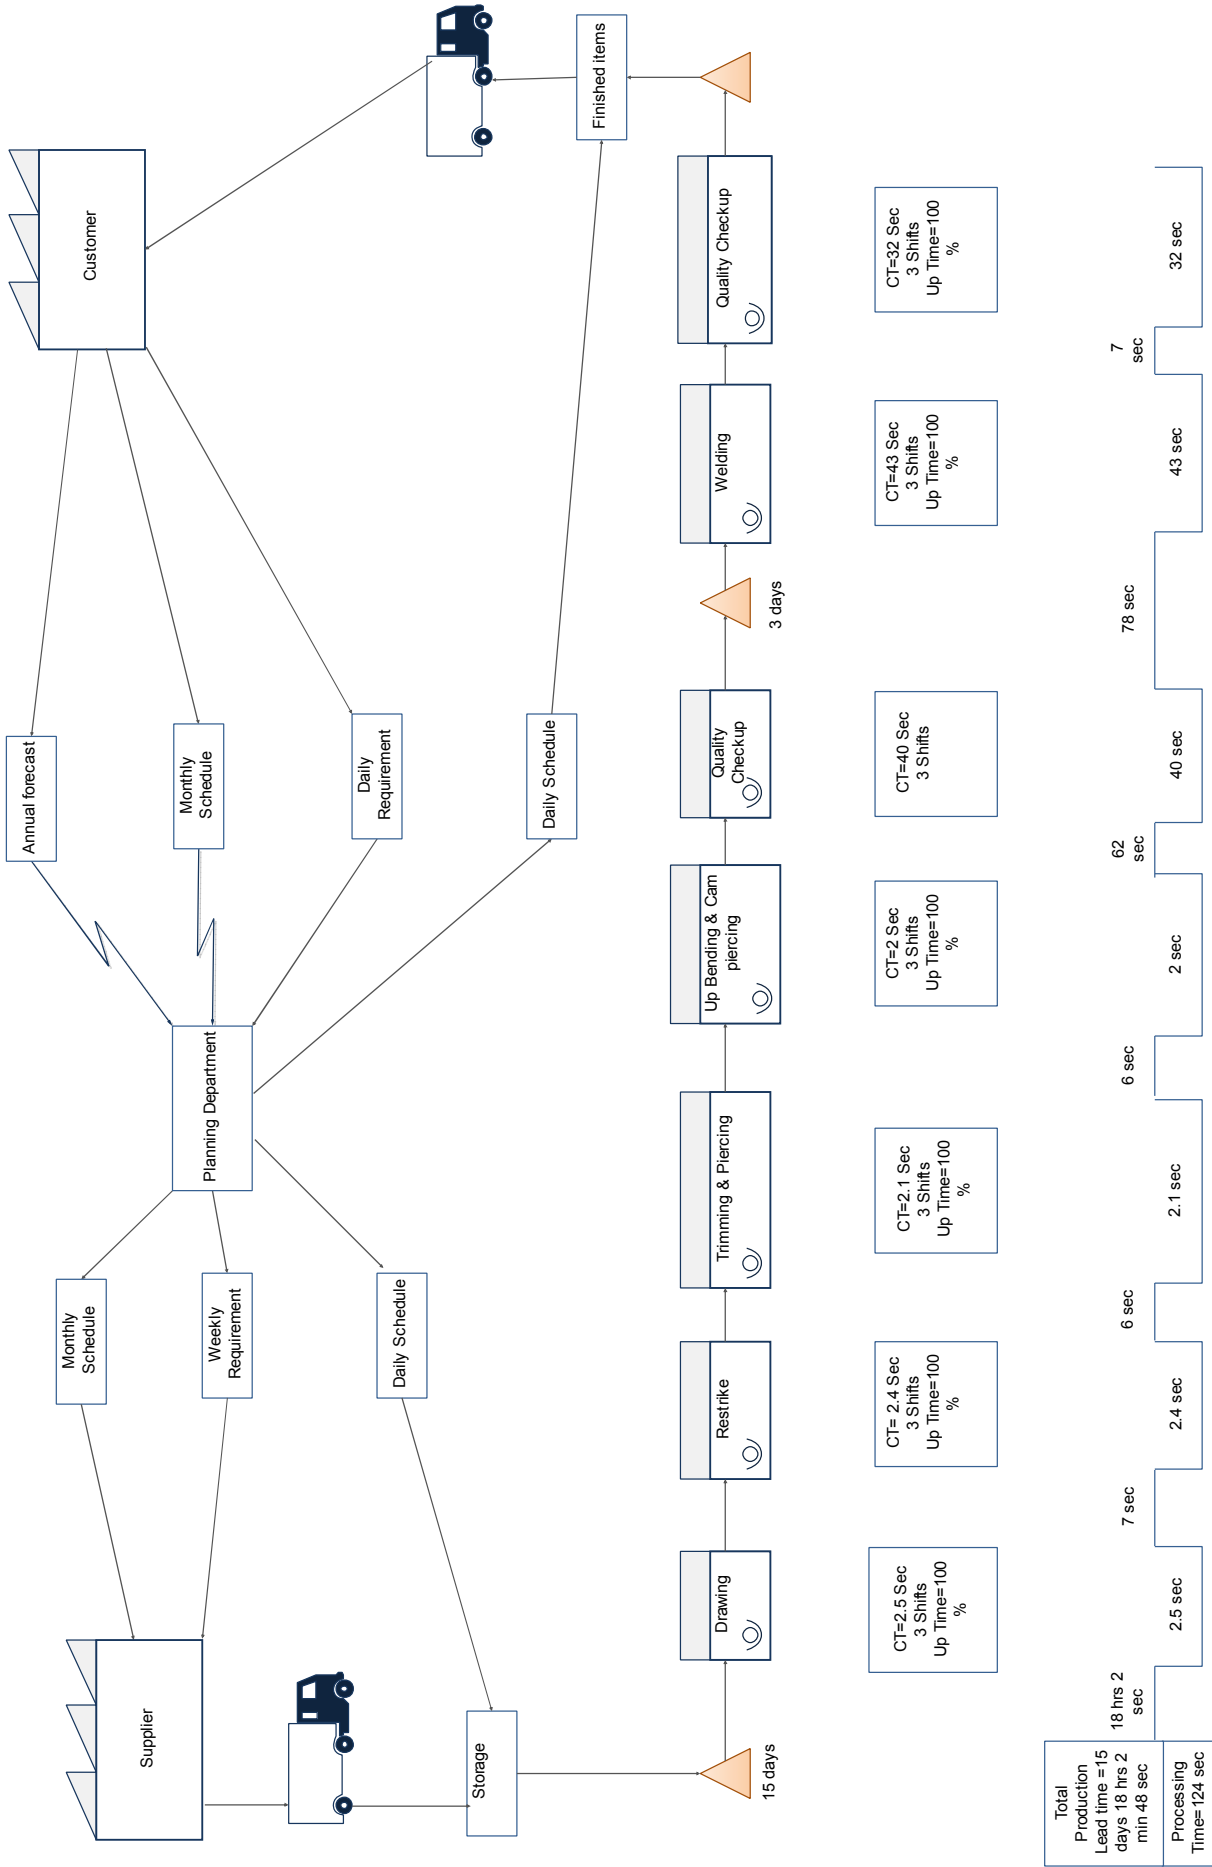 Supplier
Monthly
Schedule
Weekly
Requirement
Daily Schedule
Planning Department
Annual forecast
Monthly
Schedule
Daily
Requirement
Daily Schedule
Customer
Storage
Finished items
15 days
Drawing
Restrike
Trimming & Piercing
Up Bending & Cam
piercing
Quality
Checkup
3 days
Welding
Quality Checkup
CT=2.5 Sec
3 Shifts
Up Time=100
%
CT= 2.4 Sec
3 Shifts
Up Time=100
%
CT=2.1 Sec
3 Shifts
Up Time=100
%
CT=2 Sec
3 Shifts
Up Time=100
%
CT=40 Sec
3 Shifts
CT=43 Sec
3 Shifts
Up Time=100
%
CT=32 Sec
3 Shifts
Up Time=100
%
Total
Production
Lead time =15
days 18 hrs 2
min 48 sec
Processing
Time=124 sec
18 hrs 2
sec
2.5 sec
7 sec
2.4 sec
6 sec
2.1 sec
6 sec
2 sec
62
sec
40 sec
78 sec
43 sec
7
sec
32 sec